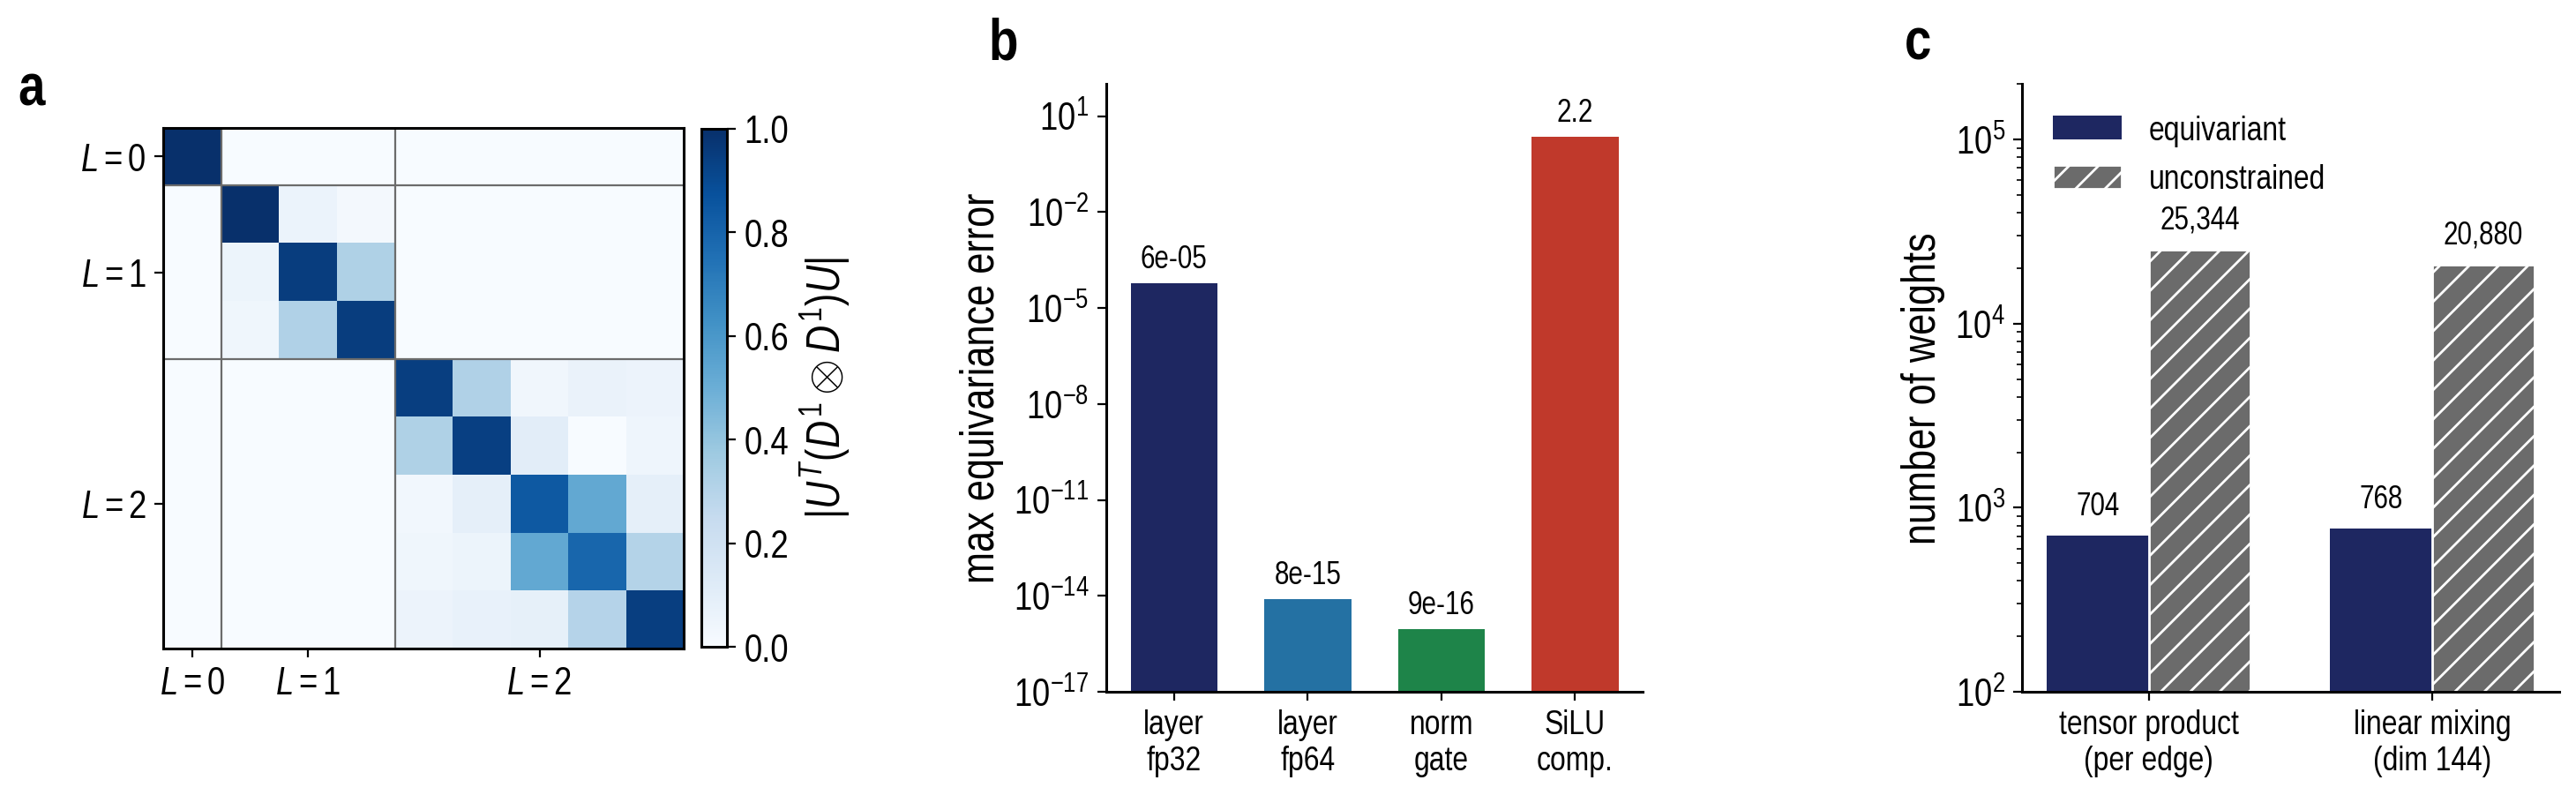 a
L=0
L=1
L=2
L=0
L=1
L=2
1.0
0.8
0.6
0.4
0.2
0.0
|U^T(D^1⊗D^1)U|
b
max equivariance error
10^1
10^−2
10^−5
10^−8
10^−11
10^−14
10^−17
6e-05
8e-15
9e-16
2.2
layer
fp32
layer
fp64
norm
gate
SiLU
comp.
c
number of weights
10^5
10^4
10^3
10^2
equivariant
unconstrained
704
25,344
768
20,880
tensor product
(per edge)
linear mixing
(dim 144)